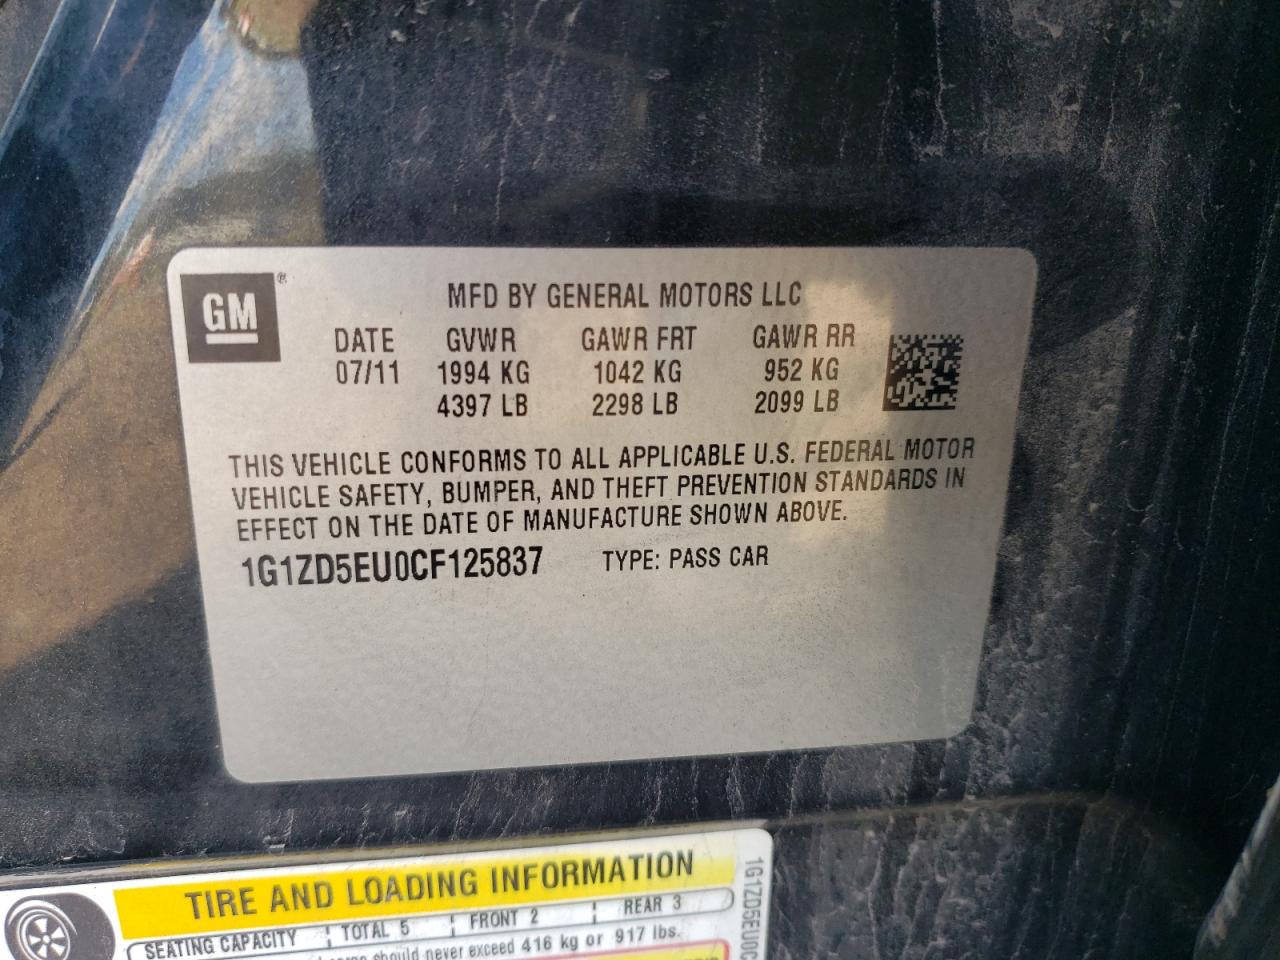 GM®
MFD BY GENERAL MOTORS LLC
DATE GVWR GAWR FRT GAWR RR
07/11 1994 KG 1042 KG 952 KG
4397 LB 2298 LB 2099 LB
THIS VEHICLE CONFORMS TO ALL APPLICABLE U.S. FEDERAL MOTOR
VEHICLE SAFETY, BUMPER, AND THEFT PREVENTION STANDARDS IN
EFFECT ON THE DATE OF MANUFACTURE SHOWN ABOVE.
1G1ZD5EU0CF125837 TYPE: PASS CAR
TIRE AND LOADING INFORMATION
SEATING CAPACITY TOTAL 5 FRONT 2 REAR 3
should never exceed 416 kg or 917 lbs.
1G1ZD5EU0C